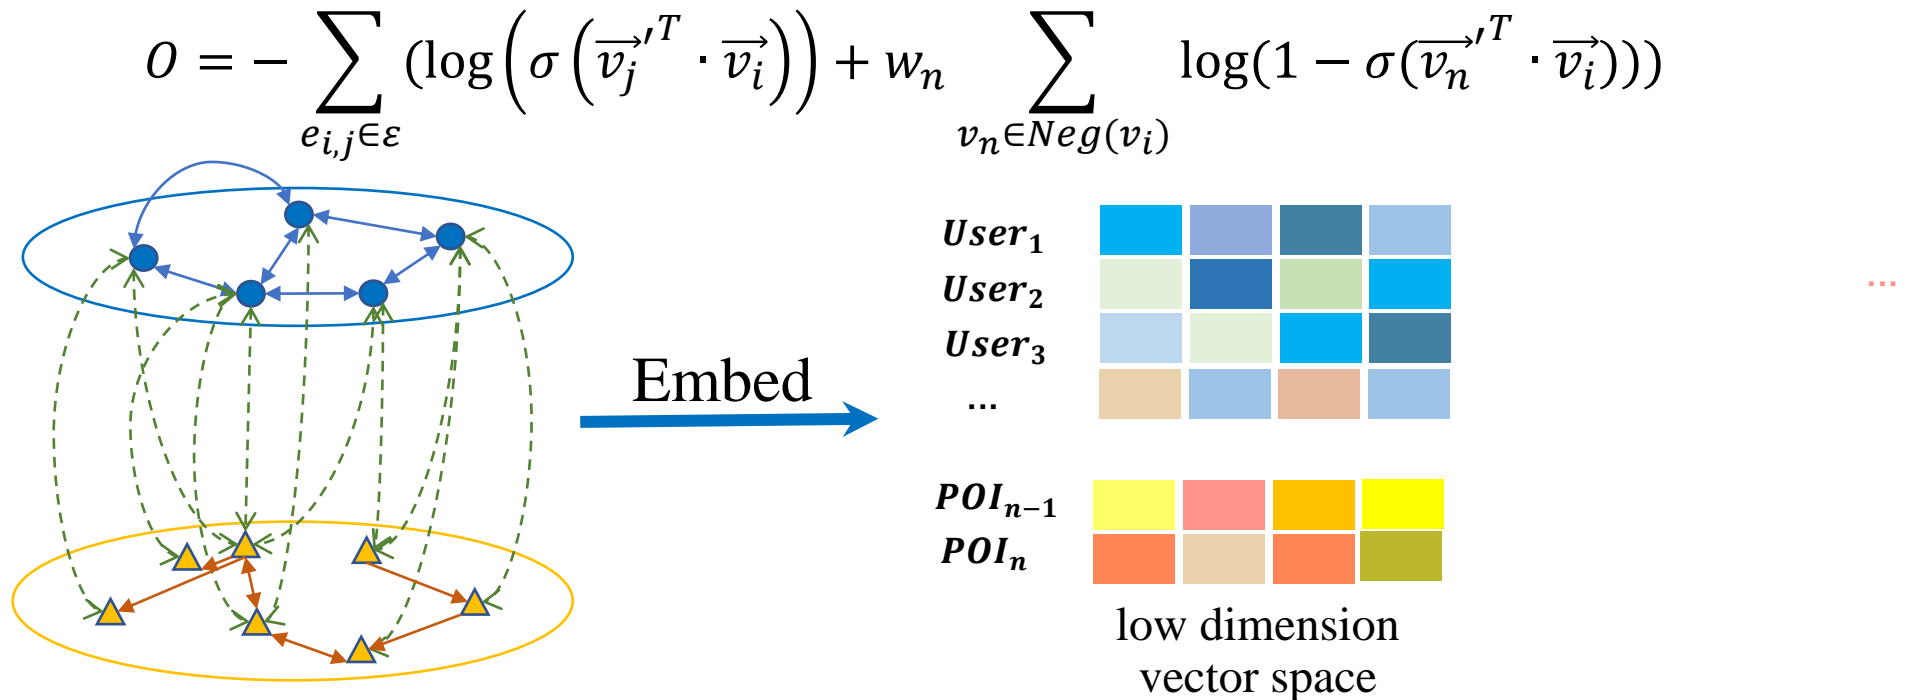 O = − ∑ (log(σ(v⃗_j′ᵀ · v⃗_i)) + w_n ∑ log(1 − σ(v⃗_n′ᵀ · v⃗_i)))
e_{i,j}∈ε v_n∈Neg(v_i)
User₁
User₂
...
User₃
...
Embed
POI_{n−1}
POI_n
low dimension
vector space